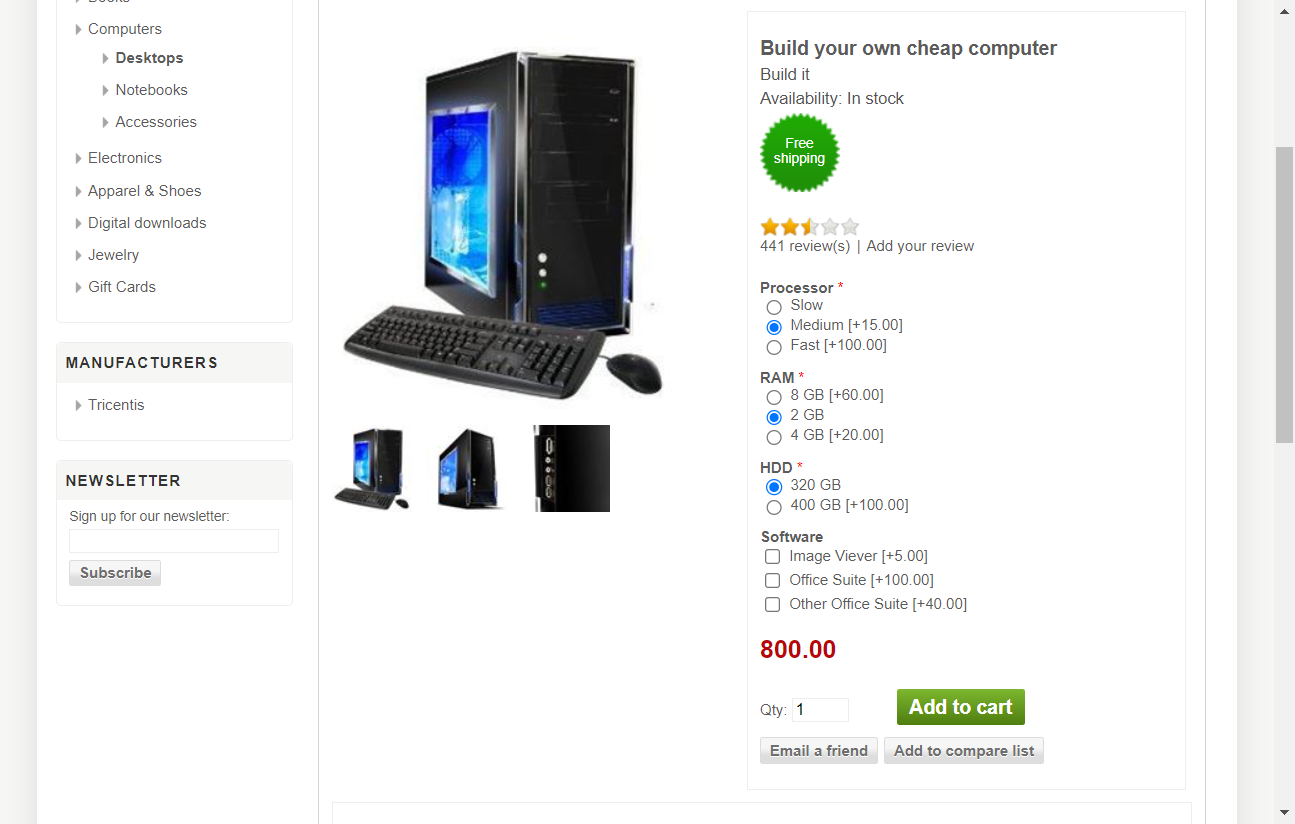 Computers
Desktops
Notebooks
Accessories
Electronics
Apparel & Shoes
Digital downloads
Jewelry
Gift Cards
MANUFACTURERS
Tricentis
NEWSLETTER
Sign up for our newsletter:
Subscribe
Build your own cheap computer
Build it
Availability: In stock
Free
shipping
441 review(s) | Add your review
Processor *
Slow
Medium [+15.00]
Fast [+100.00]
RAM *
8 GB [+60.00]
2 GB
4 GB [+20.00]
HDD *
320 GB
400 GB [+100.00]
Software
Image Viever [+5.00]
Office Suite [+100.00]
Other Office Suite [+40.00]
800.00
Qty: 1 Add to cart
Email a friend Add to compare list